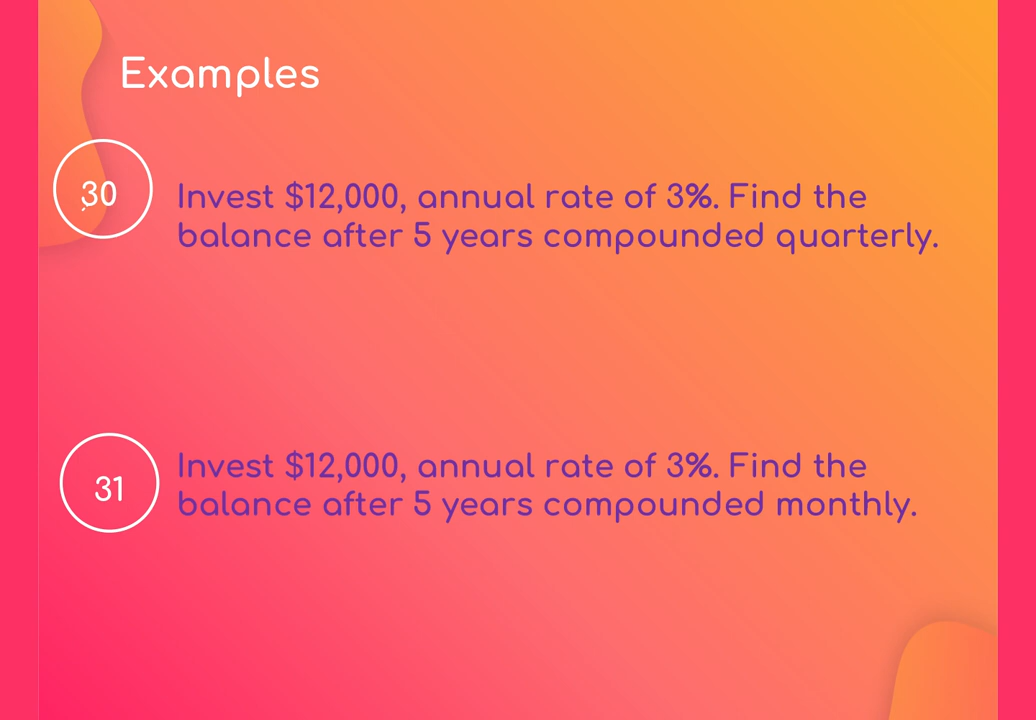 Examples
30
Invest $12,000, annual rate of 3%. Find the
balance after 5 years compounded quarterly.
31
Invest $12,000, annual rate of 3%. Find the
balance after 5 years compounded monthly.